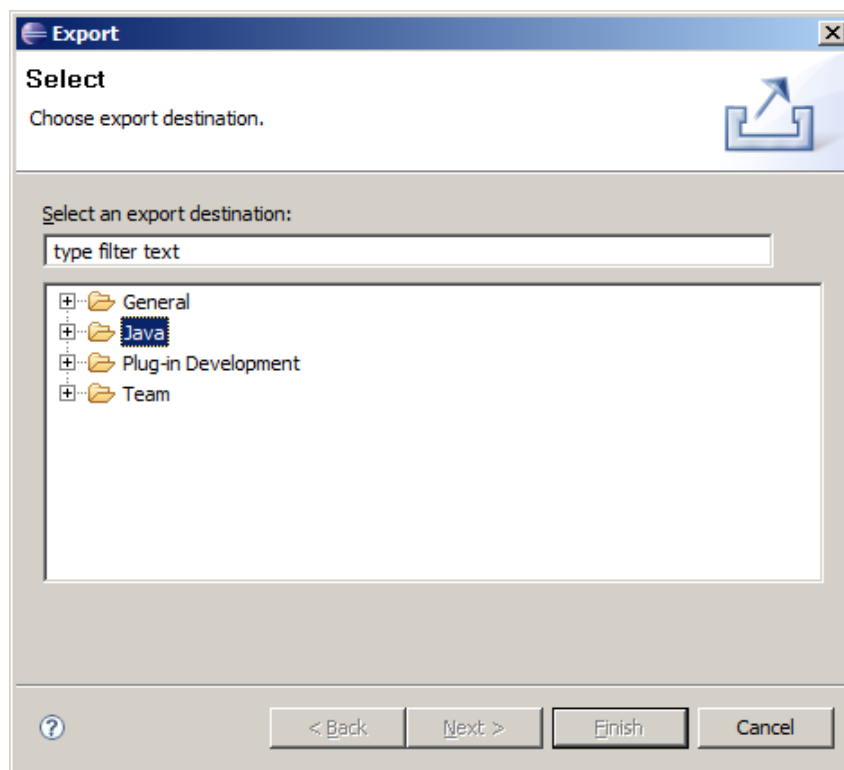 Export
Select
Choose export destination.
Select an export destination:
type filter text
General
Java
Plug-in Development
Team
< Back Next > Finish Cancel